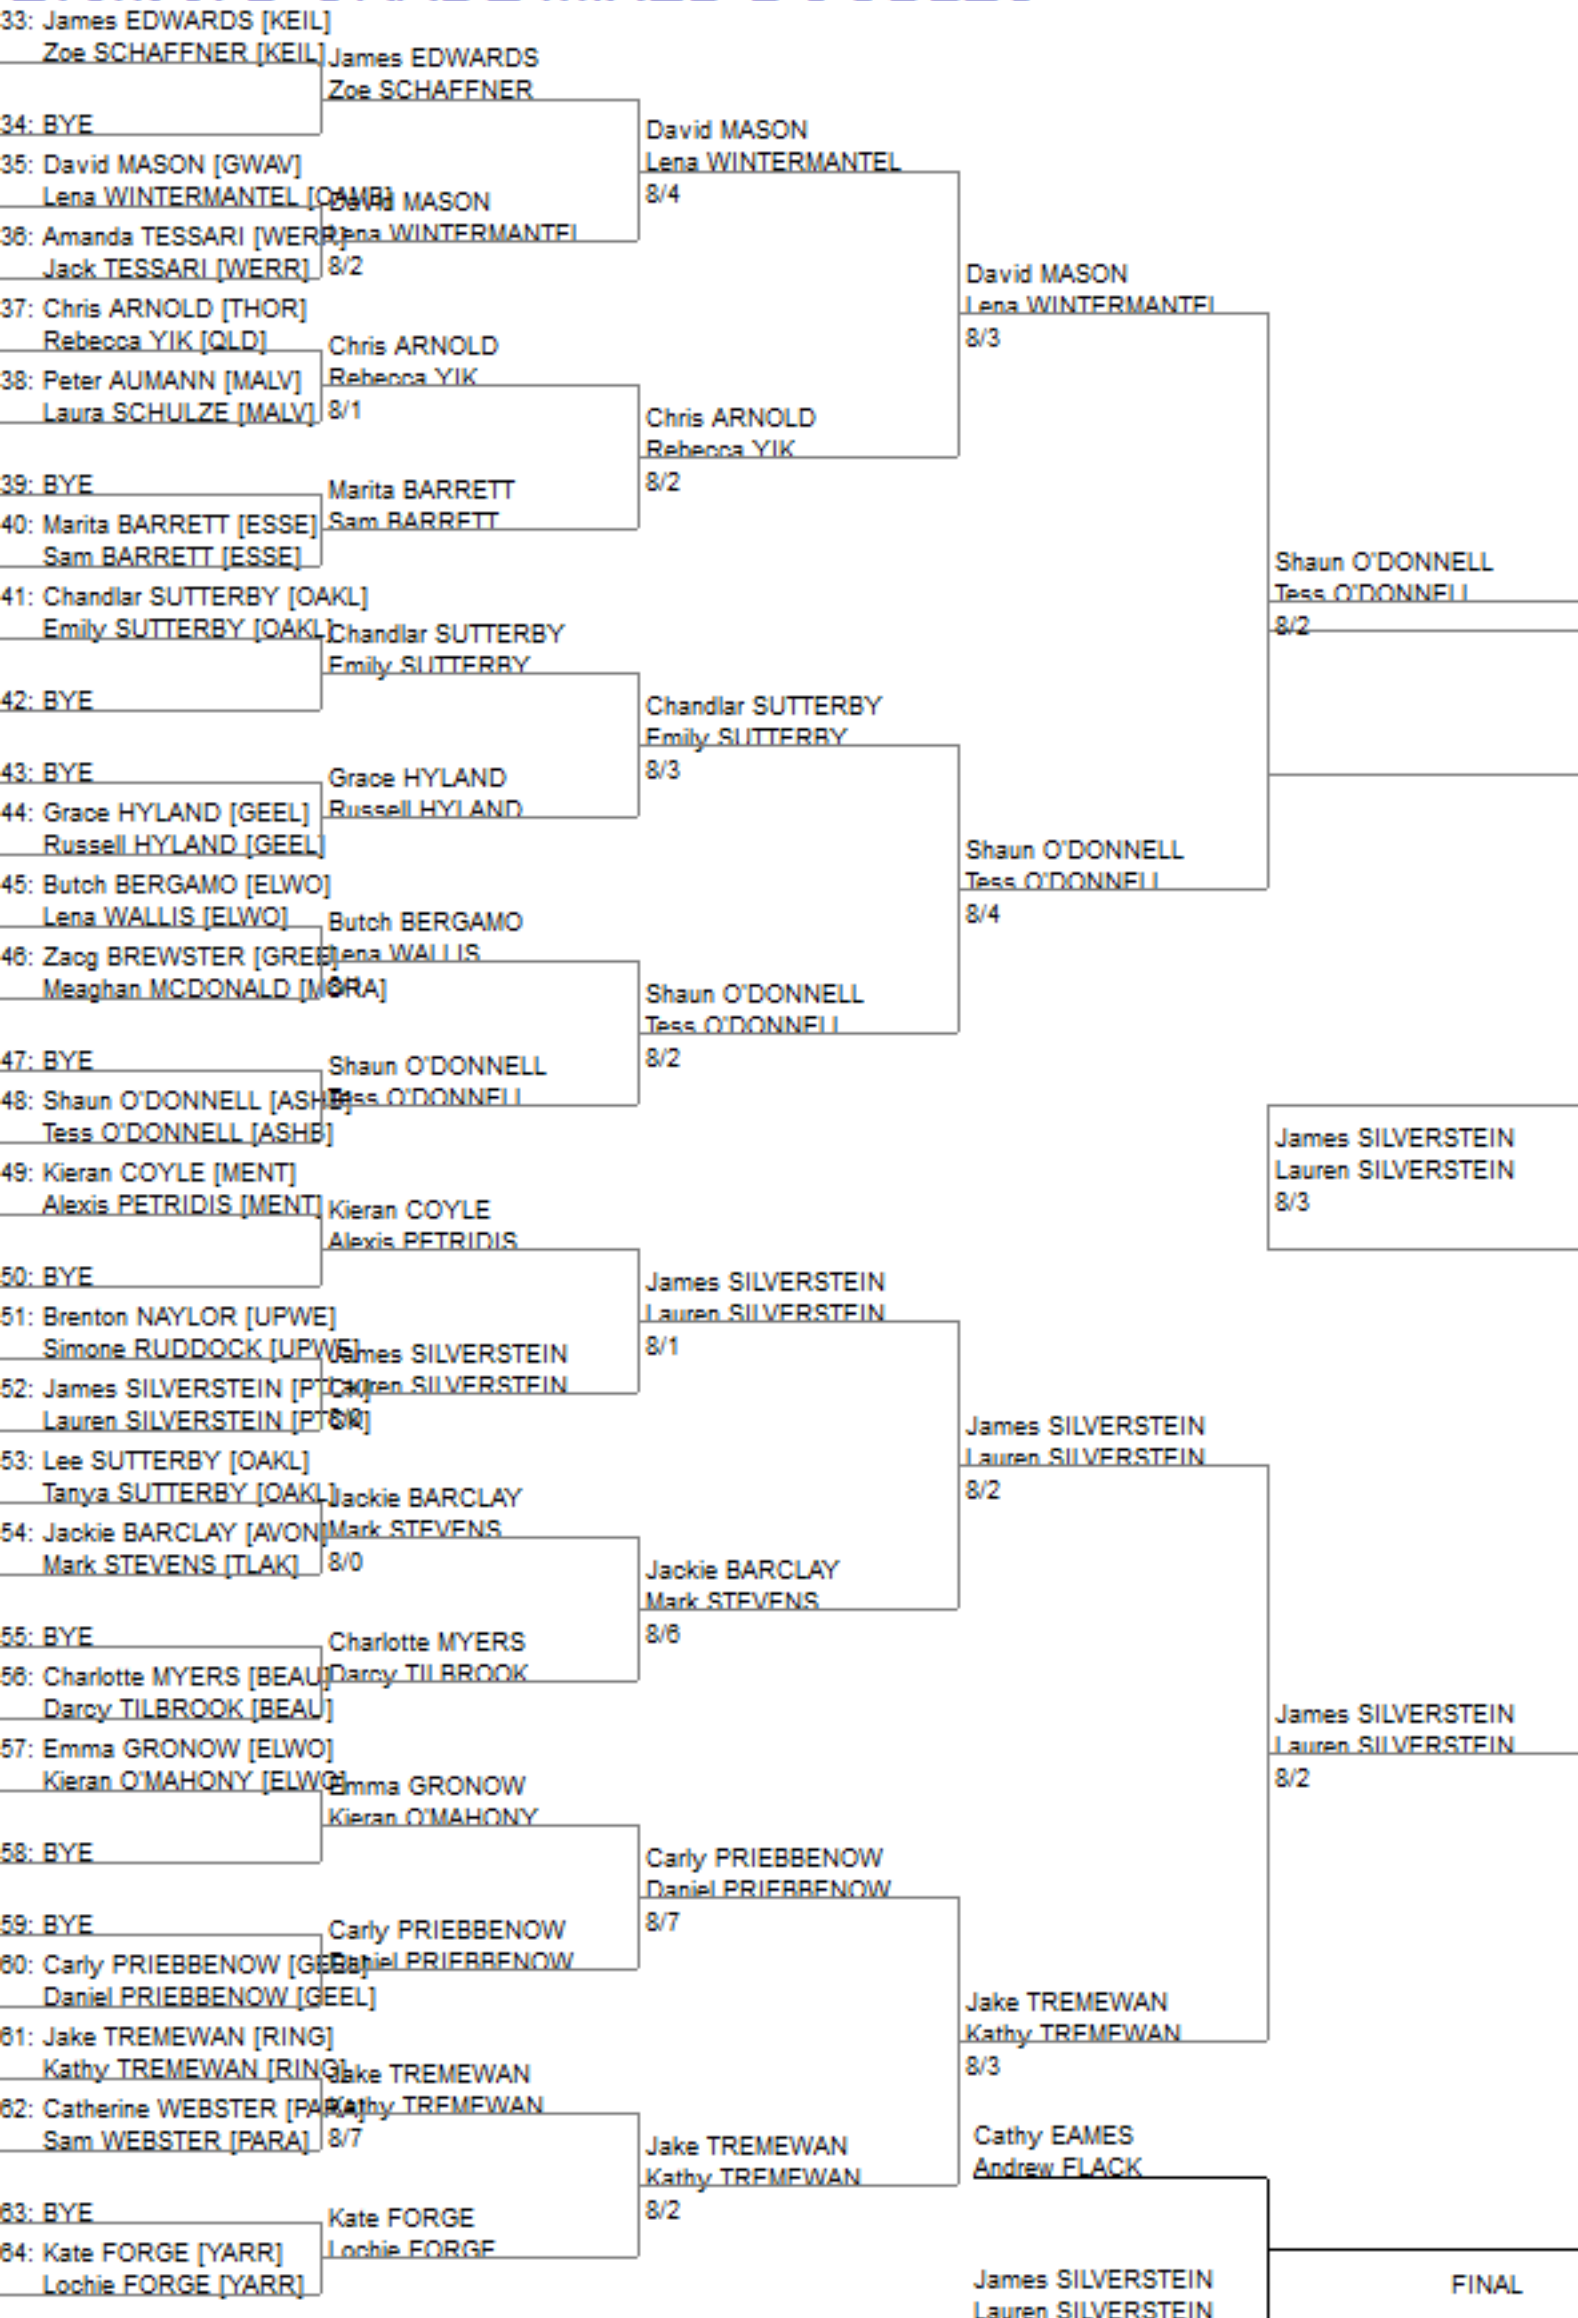 33: James EDWARDS [KEIL]
Zoe SCHAFFNER [KEIL]
34: BYE
35: David MASON [GWAV]
Lena WINTERMANTEL [CAMB]
36: Amanda TESSARI [WERR]
Jack TESSARI [WERR]
37: Chris ARNOLD [THOR]
Rebecca YIK [QLD]
38: Peter AUMANN [MALV]
Laura SCHULZE [MALV]
39: BYE
40: Marita BARRETT [ESSE]
Sam BARRETT [ESSE]
41: Chandlar SUTTERBY [OAKL]
Emily SUTTERBY [OAKL]
42: BYE
43: BYE
44: Grace HYLAND [GEEL]
Russell HYLAND [GEEL]
45: Butch BERGAMO [ELWO]
Lena WALLIS [ELWO]
46: Zacg BREWSTER [GREE]
Meaghan MCDONALD [MORA]
47: BYE
48: Shaun O'DONNELL [ASHB]
Tess O'DONNELL [ASHB]
49: Kieran COYLE [MENT]
Alexis PETRIDIS [MENT]
50: BYE
51: Brenton NAYLOR [UPWE]
Simone RUDDOCK [UPWE]
52: James SILVERSTEIN [PTCK]
Lauren SILVERSTEIN [PTCK]
53: Lee SUTTERBY [OAKL]
Tanya SUTTERBY [OAKL]
54: Jackie BARCLAY [AVON]
Mark STEVENS [TLAK]
55: BYE
56: Charlotte MYERS [BEAU]
Darcy TILBROOK [BEAU]
57: Emma GRONOW [ELWO]
Kieran O'MAHONY [ELWO]
58: BYE
59: BYE
60: Carly PRIEBBENOW [GEEL]
Daniel PRIEBBENOW [GEEL]
61: Jake TREMEWAN [RING]
Kathy TREMEWAN [RING]
62: Catherine WEBSTER [PARA]
Sam WEBSTER [PARA]
63: BYE
64: Kate FORGE [YARR]
Lochie FORGE [YARR]
James EDWARDS
Zoe SCHAFFNER
David MASON
Lena WINTERMANTEL
8/2
Chris ARNOLD
Rebecca YIK
8/1
Marita BARRETT
Sam BARRETT
Chandlar SUTTERBY
Emily SUTTERBY
Grace HYLAND
Russell HYLAND
Butch BERGAMO
Lena WALLIS
Shaun O'DONNELL
Tess O'DONNELL
Kieran COYLE
Alexis PETRIDIS
James SILVERSTEIN
Lauren SILVERSTEIN
Jackie BARCLAY
Mark STEVENS
8/0
Charlotte MYERS
Darcy TILBROOK
Emma GRONOW
Kieran O'MAHONY
Carly PRIEBBENOW
Daniel PRIEBBENOW
Jake TREMEWAN
Kathy TREMEWAN
8/7
Kate FORGE
Lochie FORGE
David MASON
Lena WINTERMANTEL
8/4
Chris ARNOLD
Rebecca YIK
8/2
Chandlar SUTTERBY
Emily SUTTERBY
8/3
Shaun O'DONNELL
Tess O'DONNELL
8/2
James SILVERSTEIN
Lauren SILVERSTEIN
8/1
Jackie BARCLAY
Mark STEVENS
8/6
Carly PRIEBBENOW
Daniel PRIEBBENOW
8/7
Jake TREMEWAN
Kathy TREMEWAN
8/2
David MASON
Lena WINTERMANTEL
8/3
Shaun O'DONNELL
Tess O'DONNELL
8/4
James SILVERSTEIN
Lauren SILVERSTEIN
8/2
Jake TREMEWAN
Kathy TREMEWAN
8/3
Cathy EAMES
Andrew FLACK
James SILVERSTEIN
Lauren SILVERSTEIN
Shaun O'DONNELL
Tess O'DONNELL
8/2
James SILVERSTEIN
Lauren SILVERSTEIN
8/3
James SILVERSTEIN
Lauren SILVERSTEIN
8/2
FINAL